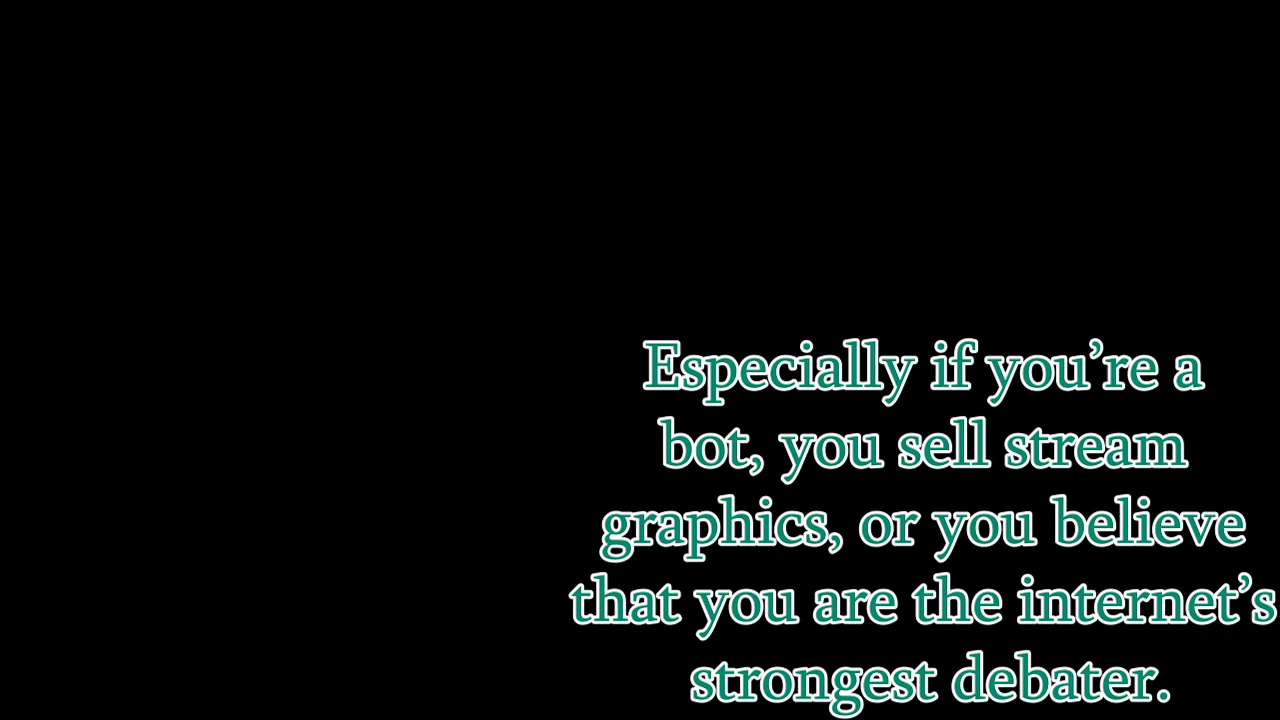 Especially if you’re a
bot, you sell stream
graphics, or you believe
that you are the internet’s
strongest debater.